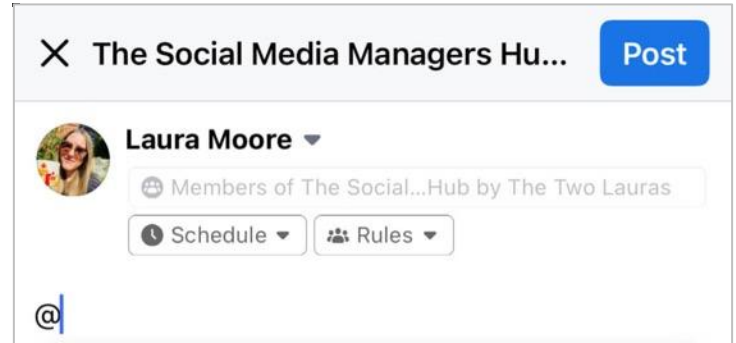 The Social Media Managers Hu...
Post
Laura Moore
Members of The Social...Hub by The Two Lauras
Schedule
Rules
@